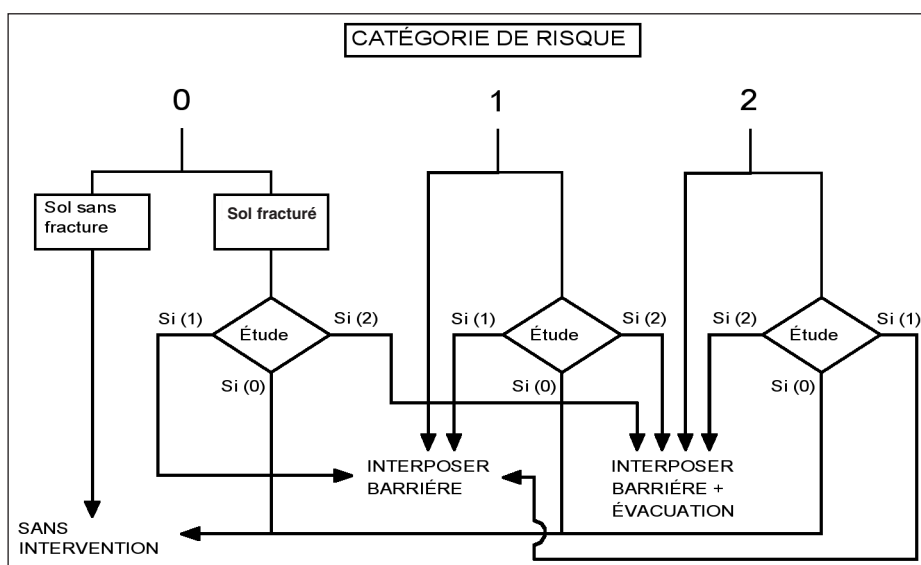 CATÉGORIE DE RISQUE
0
1
2
Sol sans
fracture
Sol fracturé
Si (1)
Étude
Si (2)
Si (0)
Si (1)
Étude
Si (2)
Si (0)
Si (2)
Étude
Si (1)
Si (0)
INTERPOSER
BARRIÉRE
INTERPOSER
BARRIÉRE +
ÉVACUATION
SANS
INTERVENTION